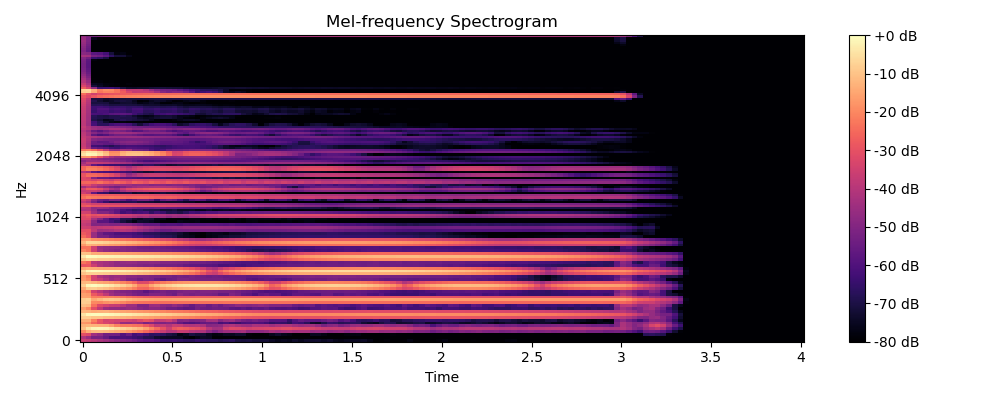 Mel-frequency Spectrogram
Hz
4096
2048
1024
512
0
0
0.5
1
1.5
2
2.5
3
3.5
4
Time
+0 dB
-10 dB
-20 dB
-30 dB
-40 dB
-50 dB
-60 dB
-70 dB
-80 dB